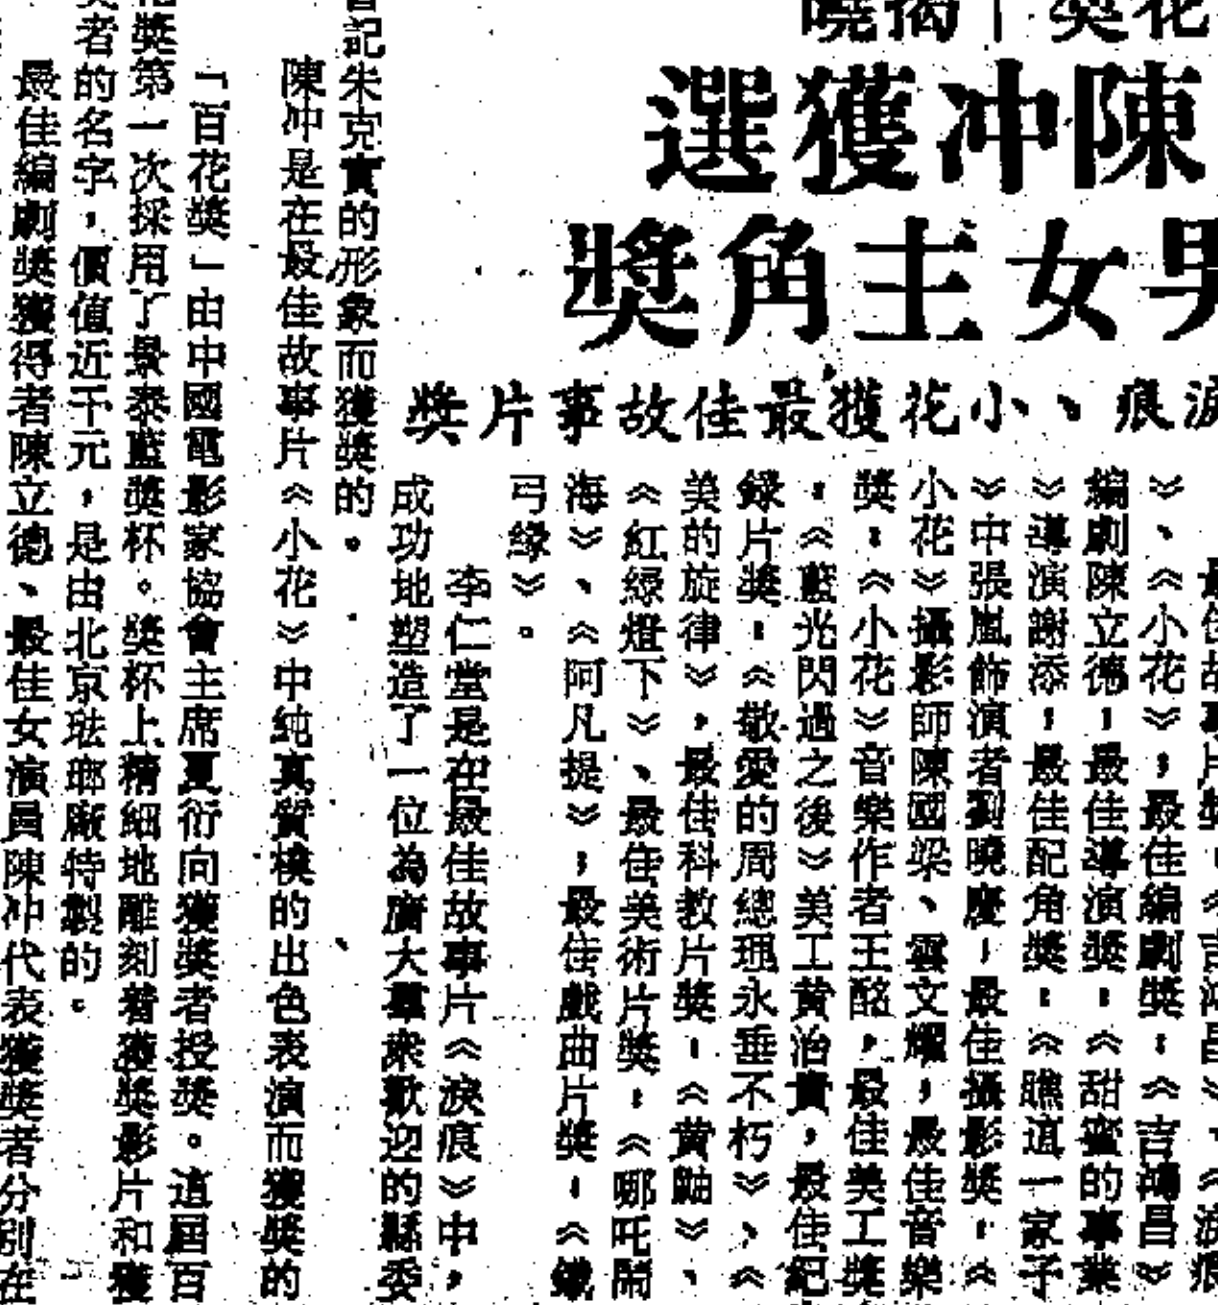 花獎｜揭曉
陳冲獲選
男女主角獎
淚痕、小花獲最佳故事片獎
最佳故事片獎：《吉鴻昌》、《淚痕
》、《小花》；最佳編劇獎：《吉鴻昌》
編劇陳立德；最佳導演獎：《甜蜜的事業
》導演謝添；最佳配角獎：《瞧這一家子
》中張嵐飾演者劉曉慶；最佳攝影獎：《
小花》攝影師陳國梁、雲文耀；最佳音樂
獎：《小花》音樂作者王酩，最佳美工獎
：《藍光閃過之後》美工黃治貴，最佳紀
錄片獎：《敬愛的周總理永垂不朽》、《
美的旋律》，最佳科教片獎：《黃鼬》、
《紅綠燈下》、最佳美術片獎：《哪吒鬧
海》、《阿凡提》；最佳戲曲片獎：《鐵
弓緣》。
李仁堂是在最佳故事片《淚痕》中，
成功地塑造了一位為廣大羣衆歡迎的縣委
書記朱克實的形象而獲獎的。
陳冲是在最佳故事片《小花》中純真質樸的出色表演而獲獎的
「百花獎」由中國電影家協會主席夏衍向獲獎者授獎。這屆百
花獎第一次採用了景泰藍獎杯。獎杯上精細地雕刻着獲獎影片和獲
獎者的名字，價值近千元，是由北京琺瑯廠特製的。
最佳編劇獎獲得者陳立德、最佳女演員陳冲代表獲獎者分別在